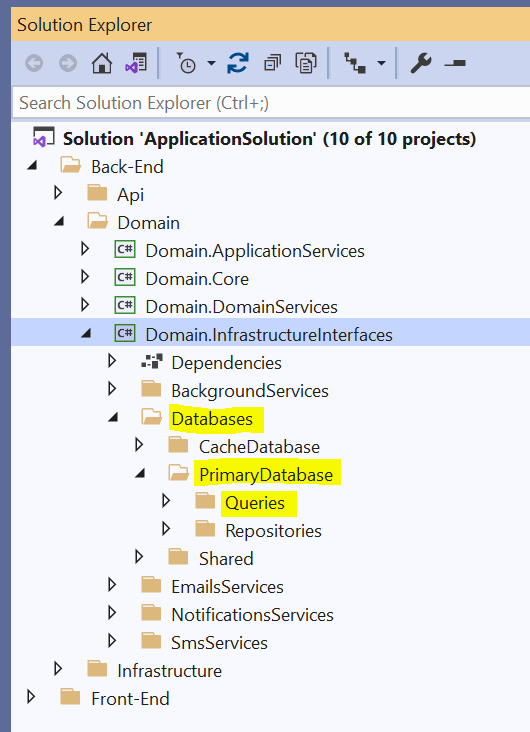 Solution Explorer
Search Solution Explorer (Ctrl+;)
Solution 'ApplicationSolution' (10 of 10 projects)
Back-End
Api
Domain
C# Domain.ApplicationServices
C# Domain.Core
C# Domain.DomainServices
C# Domain.InfrastructureInterfaces
Dependencies
BackgroundServices
Databases
CacheDatabase
PrimaryDatabase
Queries
Repositories
Shared
EmailsServices
NotificationsServices
SmsServices
Infrastructure
Front-End